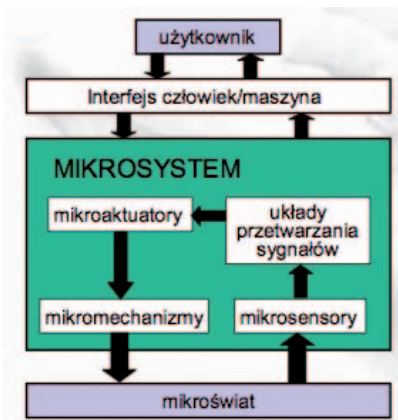 użytkownik
Interfejs człowiek/maszyna
MIKROSYSTEM
mikroaktuatory
układy
przetwarzania
sygnałów
mikromechanizmy
mikrosensory
mikroświat